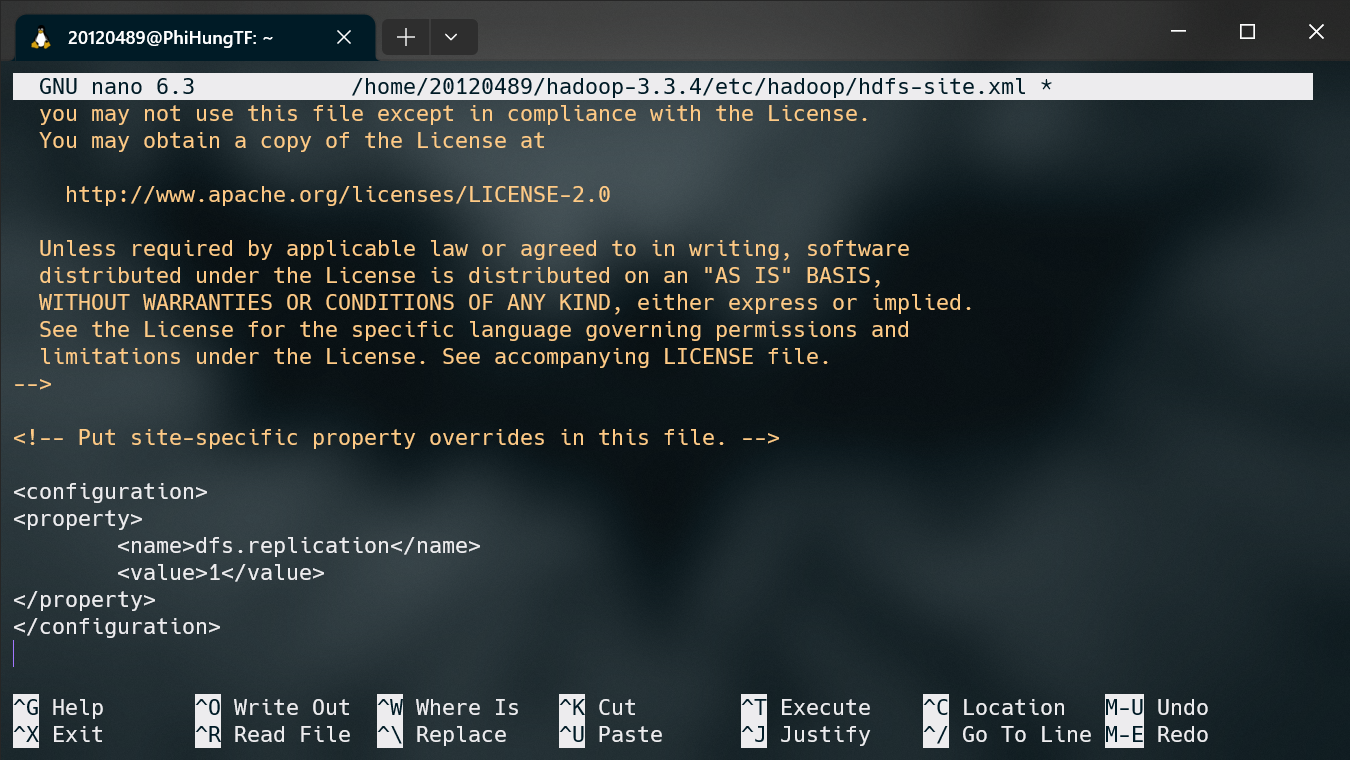 20120489@PhiHungTF: ~
GNU nano 6.3 /home/20120489/hadoop-3.3.4/etc/hadoop/hdfs-site.xml *
you may not use this file except in compliance with the License.
You may obtain a copy of the License at
http://www.apache.org/licenses/LICENSE-2.0
Unless required by applicable law or agreed to in writing, software
distributed under the License is distributed on an "AS IS" BASIS,
WITHOUT WARRANTIES OR CONDITIONS OF ANY KIND, either express or implied.
See the License for the specific language governing permissions and
limitations under the License. See accompanying LICENSE file.
-->
<!-- Put site-specific property overrides in this file. -->
<configuration>
<property>
<name>dfs.replication</name>
<value>1</value>
</property>
</configuration>
^G Help ^O Write Out ^W Where Is ^K Cut ^T Execute ^C Location M-U Undo
^X Exit ^R Read File ^\ Replace ^U Paste ^J Justify ^/ Go To Line M-E Redo